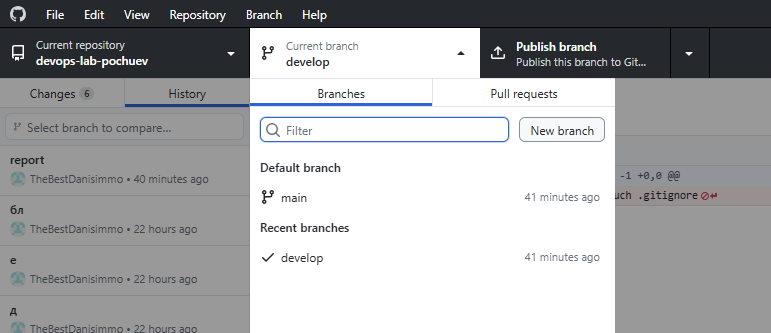 File Edit View Repository Branch Help
Current repository
devops-lab-pochuev
Current branch
develop
Publish branch
Publish this branch to Git...
Changes 6
History
Branches
Pull requests
Select branch to compare...
Filter
New branch
report
TheBestDanisimmo • 40 minutes ago
бл
TheBestDanisimmo • 22 hours ago
е
TheBestDanisimmo • 22 hours ago
д
TheBestDanisimmo • 22 hours ago
Default branch
main 41 minutes ago
Recent branches
develop 41 minutes ago
-1 +0,0 @@
uch .gitignore